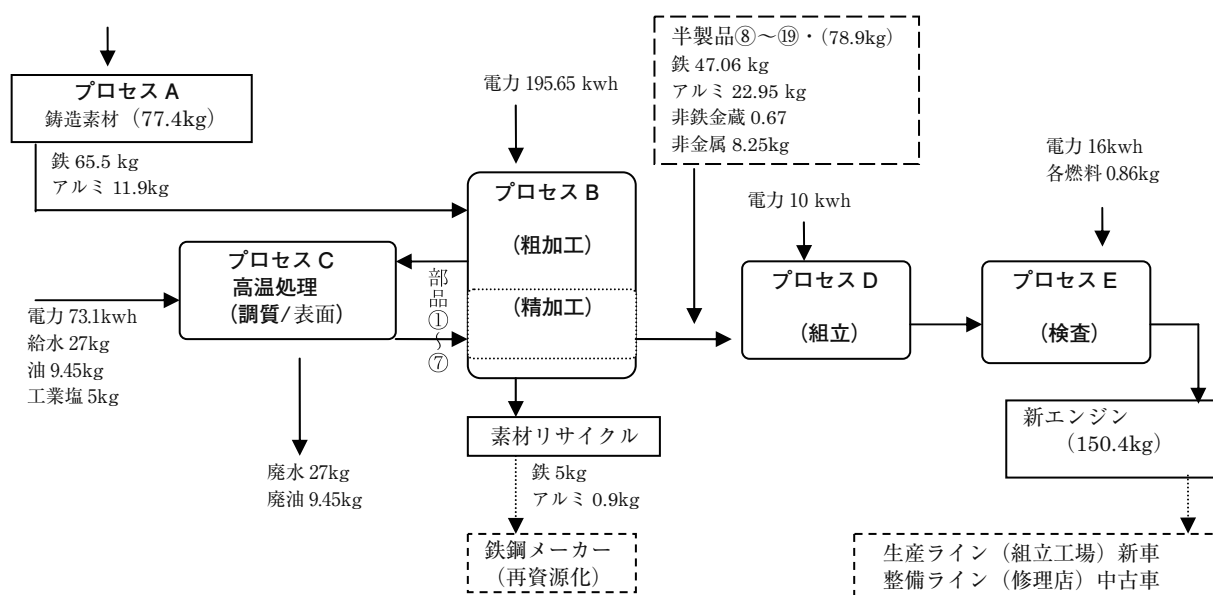 プロセス A
鋳造素材（77.4kg）
鉄 65.5 kg
アルミ 11.9kg
電力 195.65 kwh
半製品⑧～⑲・(78.9kg)
鉄 47.06 kg
アルミ 22.95 kg
非鉄金蔵 0.67
非金属 8.25kg
電力 16kwh
各燃料 0.86kg
プロセス B
(粗加工)
(精加工)
電力 10 kwh
プロセス C
高温処理
(調質/表面)
部品①～⑦
プロセス D
(組立)
プロセス E
(検査)
電力 73.1kwh
給水 27kg
油 9.45kg
工業塩 5kg
廃水 27kg
廃油 9.45kg
素材リサイクル
鉄 5kg
アルミ 0.9kg
鉄鋼メーカー
（再資源化）
新エンジン
（150.4kg）
生産ライン（組立工場）新車
整備ライン（修理店）中古車